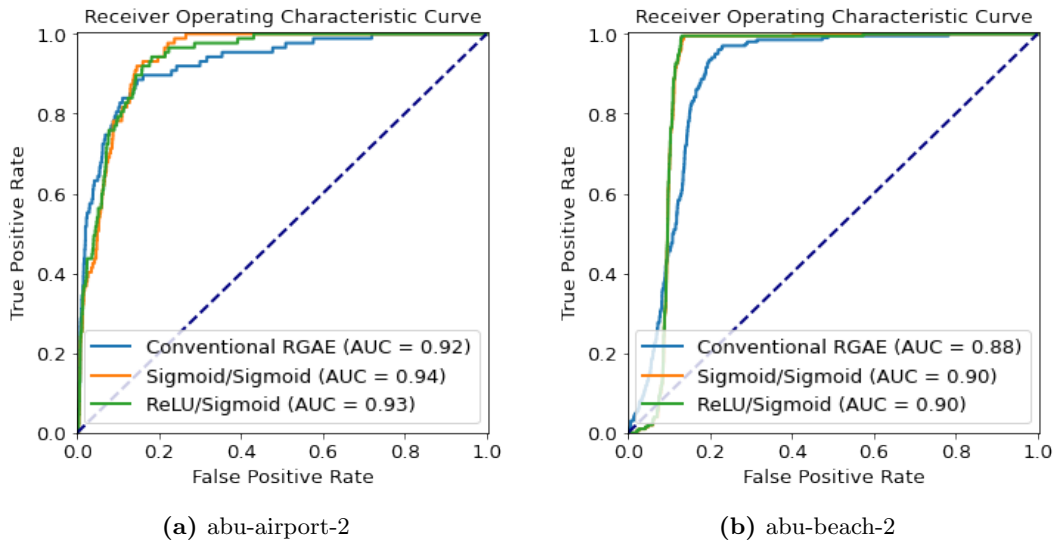 Receiver Operating Characteristic Curve
1.0
0.8
0.6
0.4
0.2
0.0
True Positive Rate
Conventional RGAE (AUC = 0.92)
Sigmoid/Sigmoid (AUC = 0.94)
ReLU/Sigmoid (AUC = 0.93)
0.0 0.2 0.4 0.6 0.8 1.0
False Positive Rate
(a) abu-airport-2
Receiver Operating Characteristic Curve
1.0
0.8
0.6
0.4
0.2
0.0
True Positive Rate
Conventional RGAE (AUC = 0.88)
Sigmoid/Sigmoid (AUC = 0.90)
ReLU/Sigmoid (AUC = 0.90)
0.0 0.2 0.4 0.6 0.8 1.0
False Positive Rate
(b) abu-beach-2